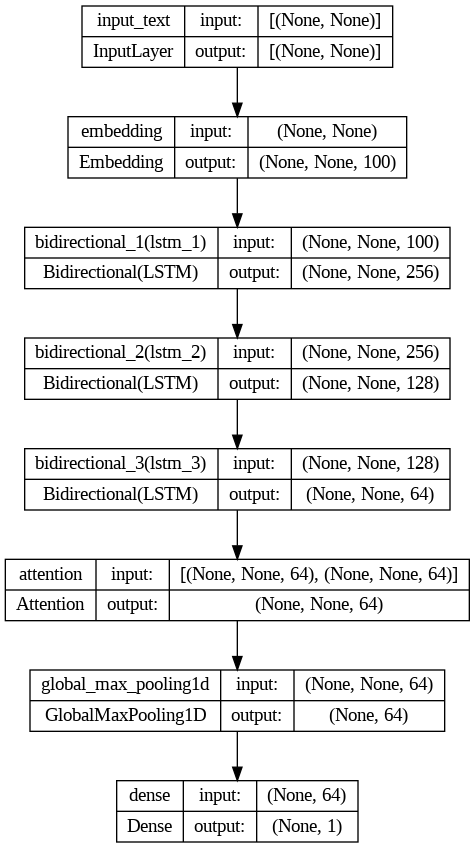 input_text input: [(None, None)]
InputLayer output: [(None, None)]
embedding input: (None, None)
Embedding output: (None, None, 100)
bidirectional_1(lstm_1) input: (None, None, 100)
Bidirectional(LSTM) output: (None, None, 256)
bidirectional_2(lstm_2) input: (None, None, 256)
Bidirectional(LSTM) output: (None, None, 128)
bidirectional_3(lstm_3) input: (None, None, 128)
Bidirectional(LSTM) output: (None, None, 64)
attention input: [(None, None, 64), (None, None, 64)]
Attention output: (None, None, 64)
global_max_pooling1d input: (None, None, 64)
GlobalMaxPooling1D output: (None, 64)
dense input: (None, 64)
Dense output: (None, 1)